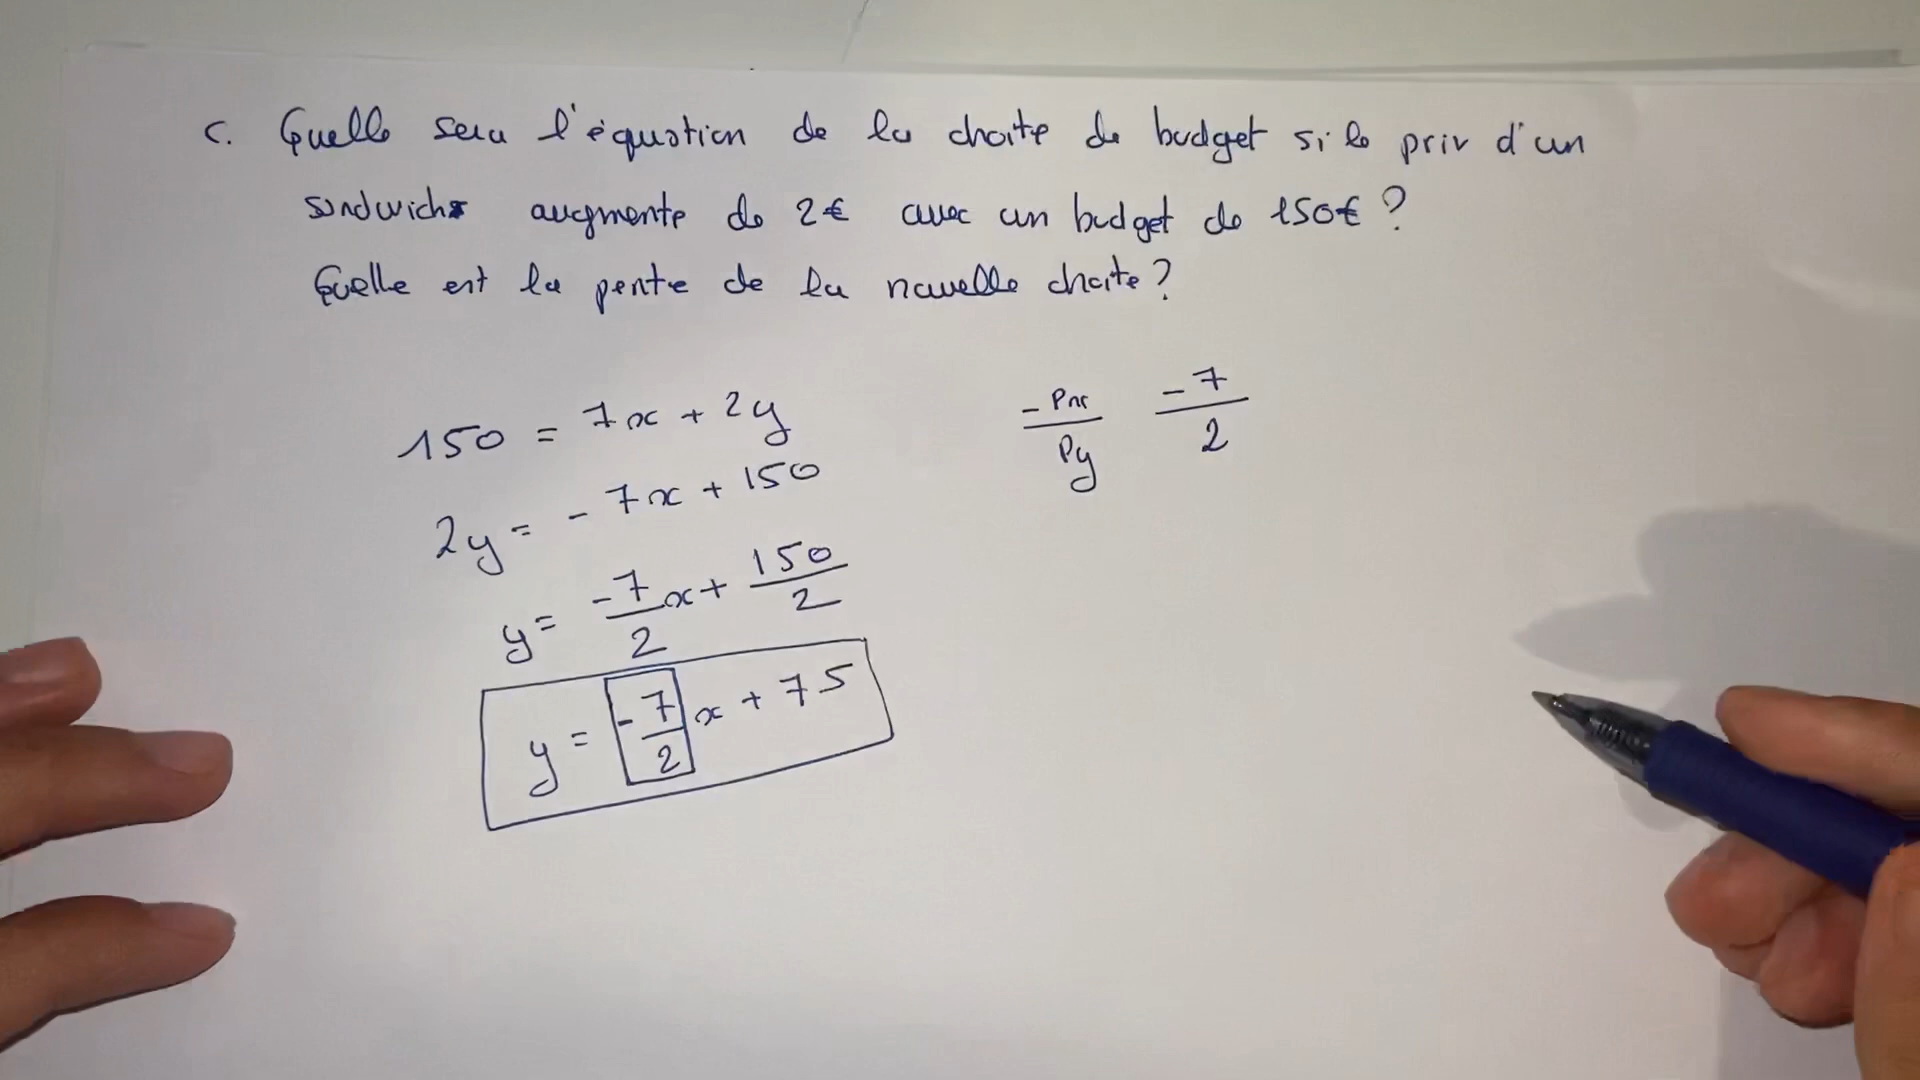 c. Quelle sera l'équation de la droite de budget si le prix d'un
sandwich augmente de 2€ avec un budget de 150€ ?
Quelle est la pente de la nouvelle droite ?
150 = 7x + 2y
2y = - 7x + 150
y = -7/2 x + 150/2
y = -7/2 x + 75
-Px/Py -7/2